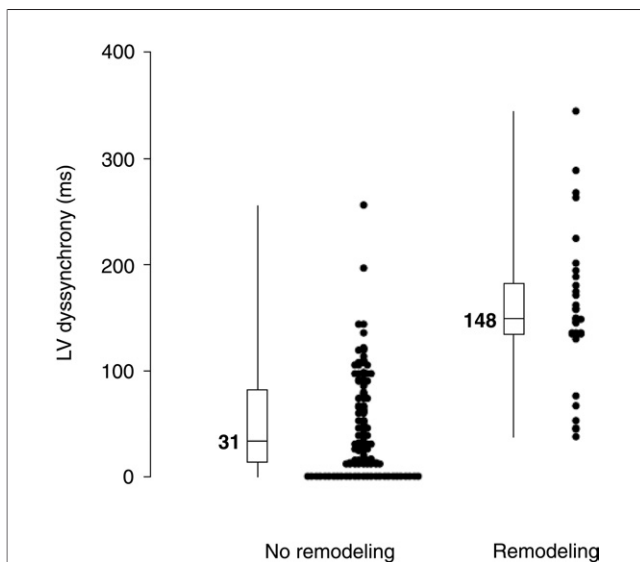 400
300
200
100
0
LV dyssynchrony (ms)
31
148
No remodeling
Remodeling